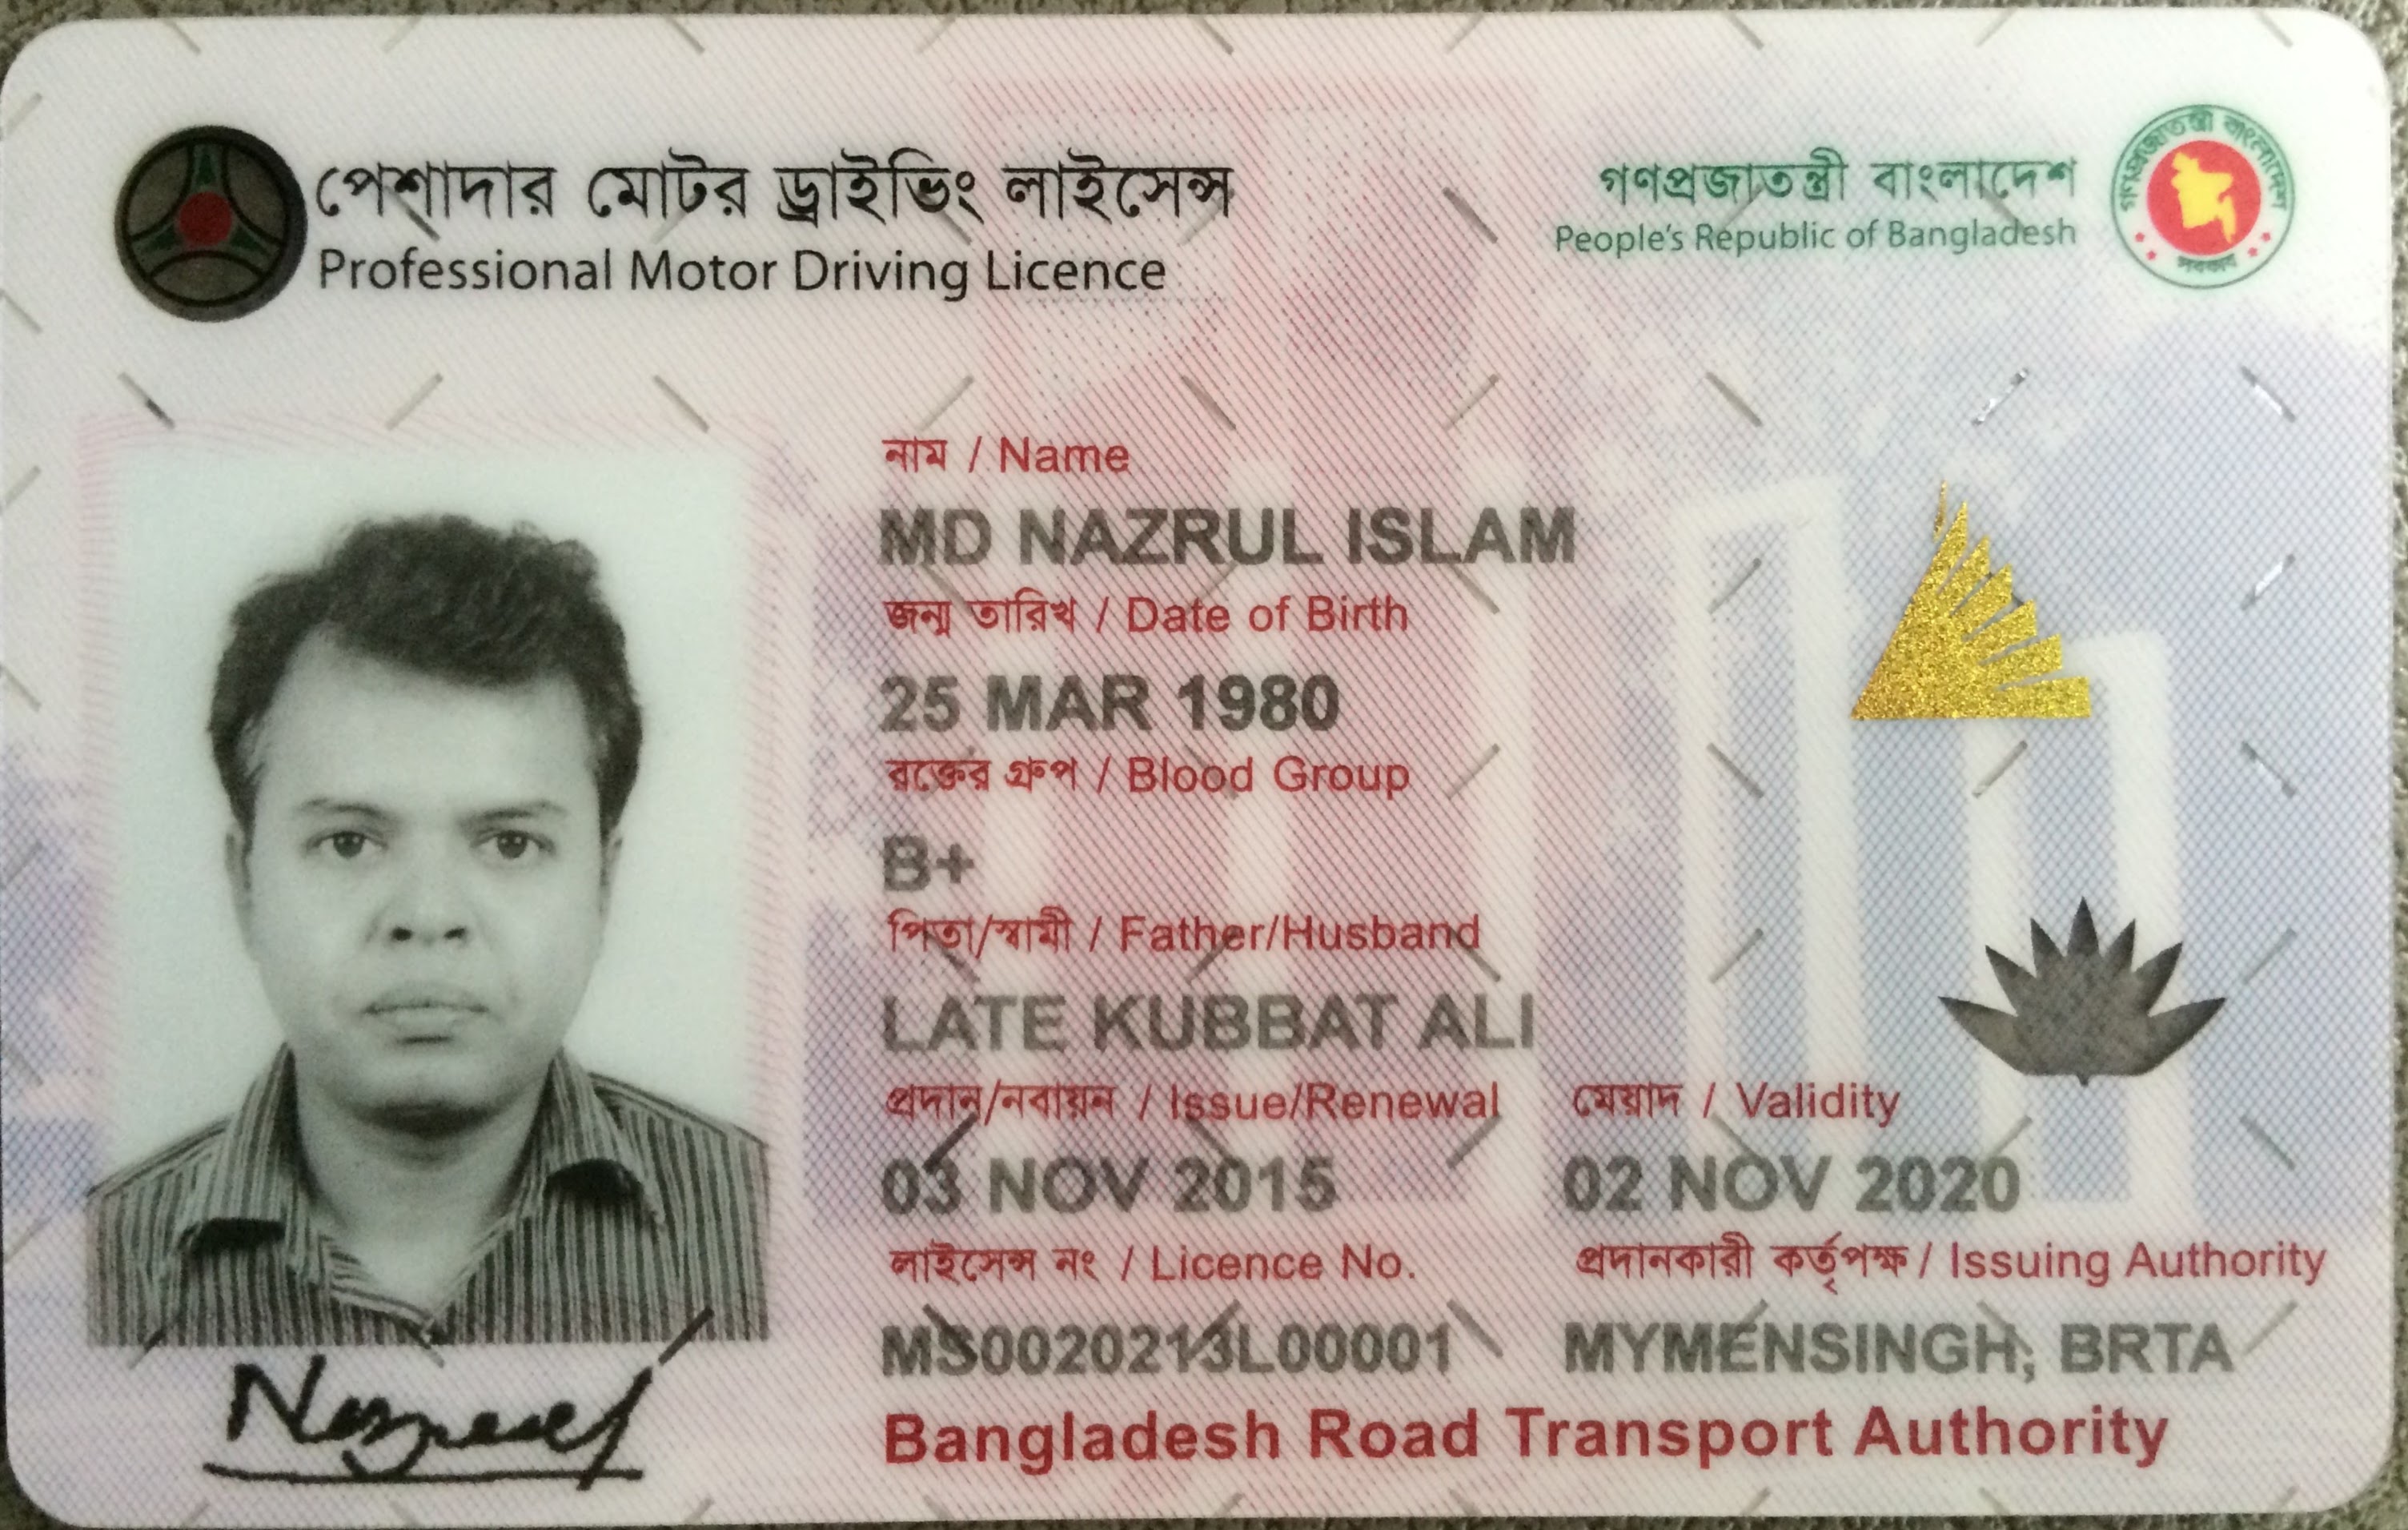 পেশাদার মোটর ড্রাইভিং লাইসেন্স
Professional Motor Driving Licence
গণপ্রজাতন্ত্রী বাংলাদেশ
People's Republic of Bangladesh
গণপ্রজাতন্ত্রী বাংলাদেশ
সরকার
নাম / Name
MD NAZRUL ISLAM
জন্ম তারিখ / Date of Birth
25 MAR 1980
রক্তের গ্রুপ / Blood Group
B+
পিতা/স্বামী / Father/Husband
LATE KUBBAT ALI
প্রদান/নবায়ন / Issue/Renewal
03 NOV 2015
মেয়াদ / Validity
02 NOV 2020
লাইসেন্স নং / Licence No.
MS0020213L00001
প্রদানকারী কর্তৃপক্ষ / Issuing Authority
MYMENSINGH, BRTA
Bangladesh Road Transport Authority